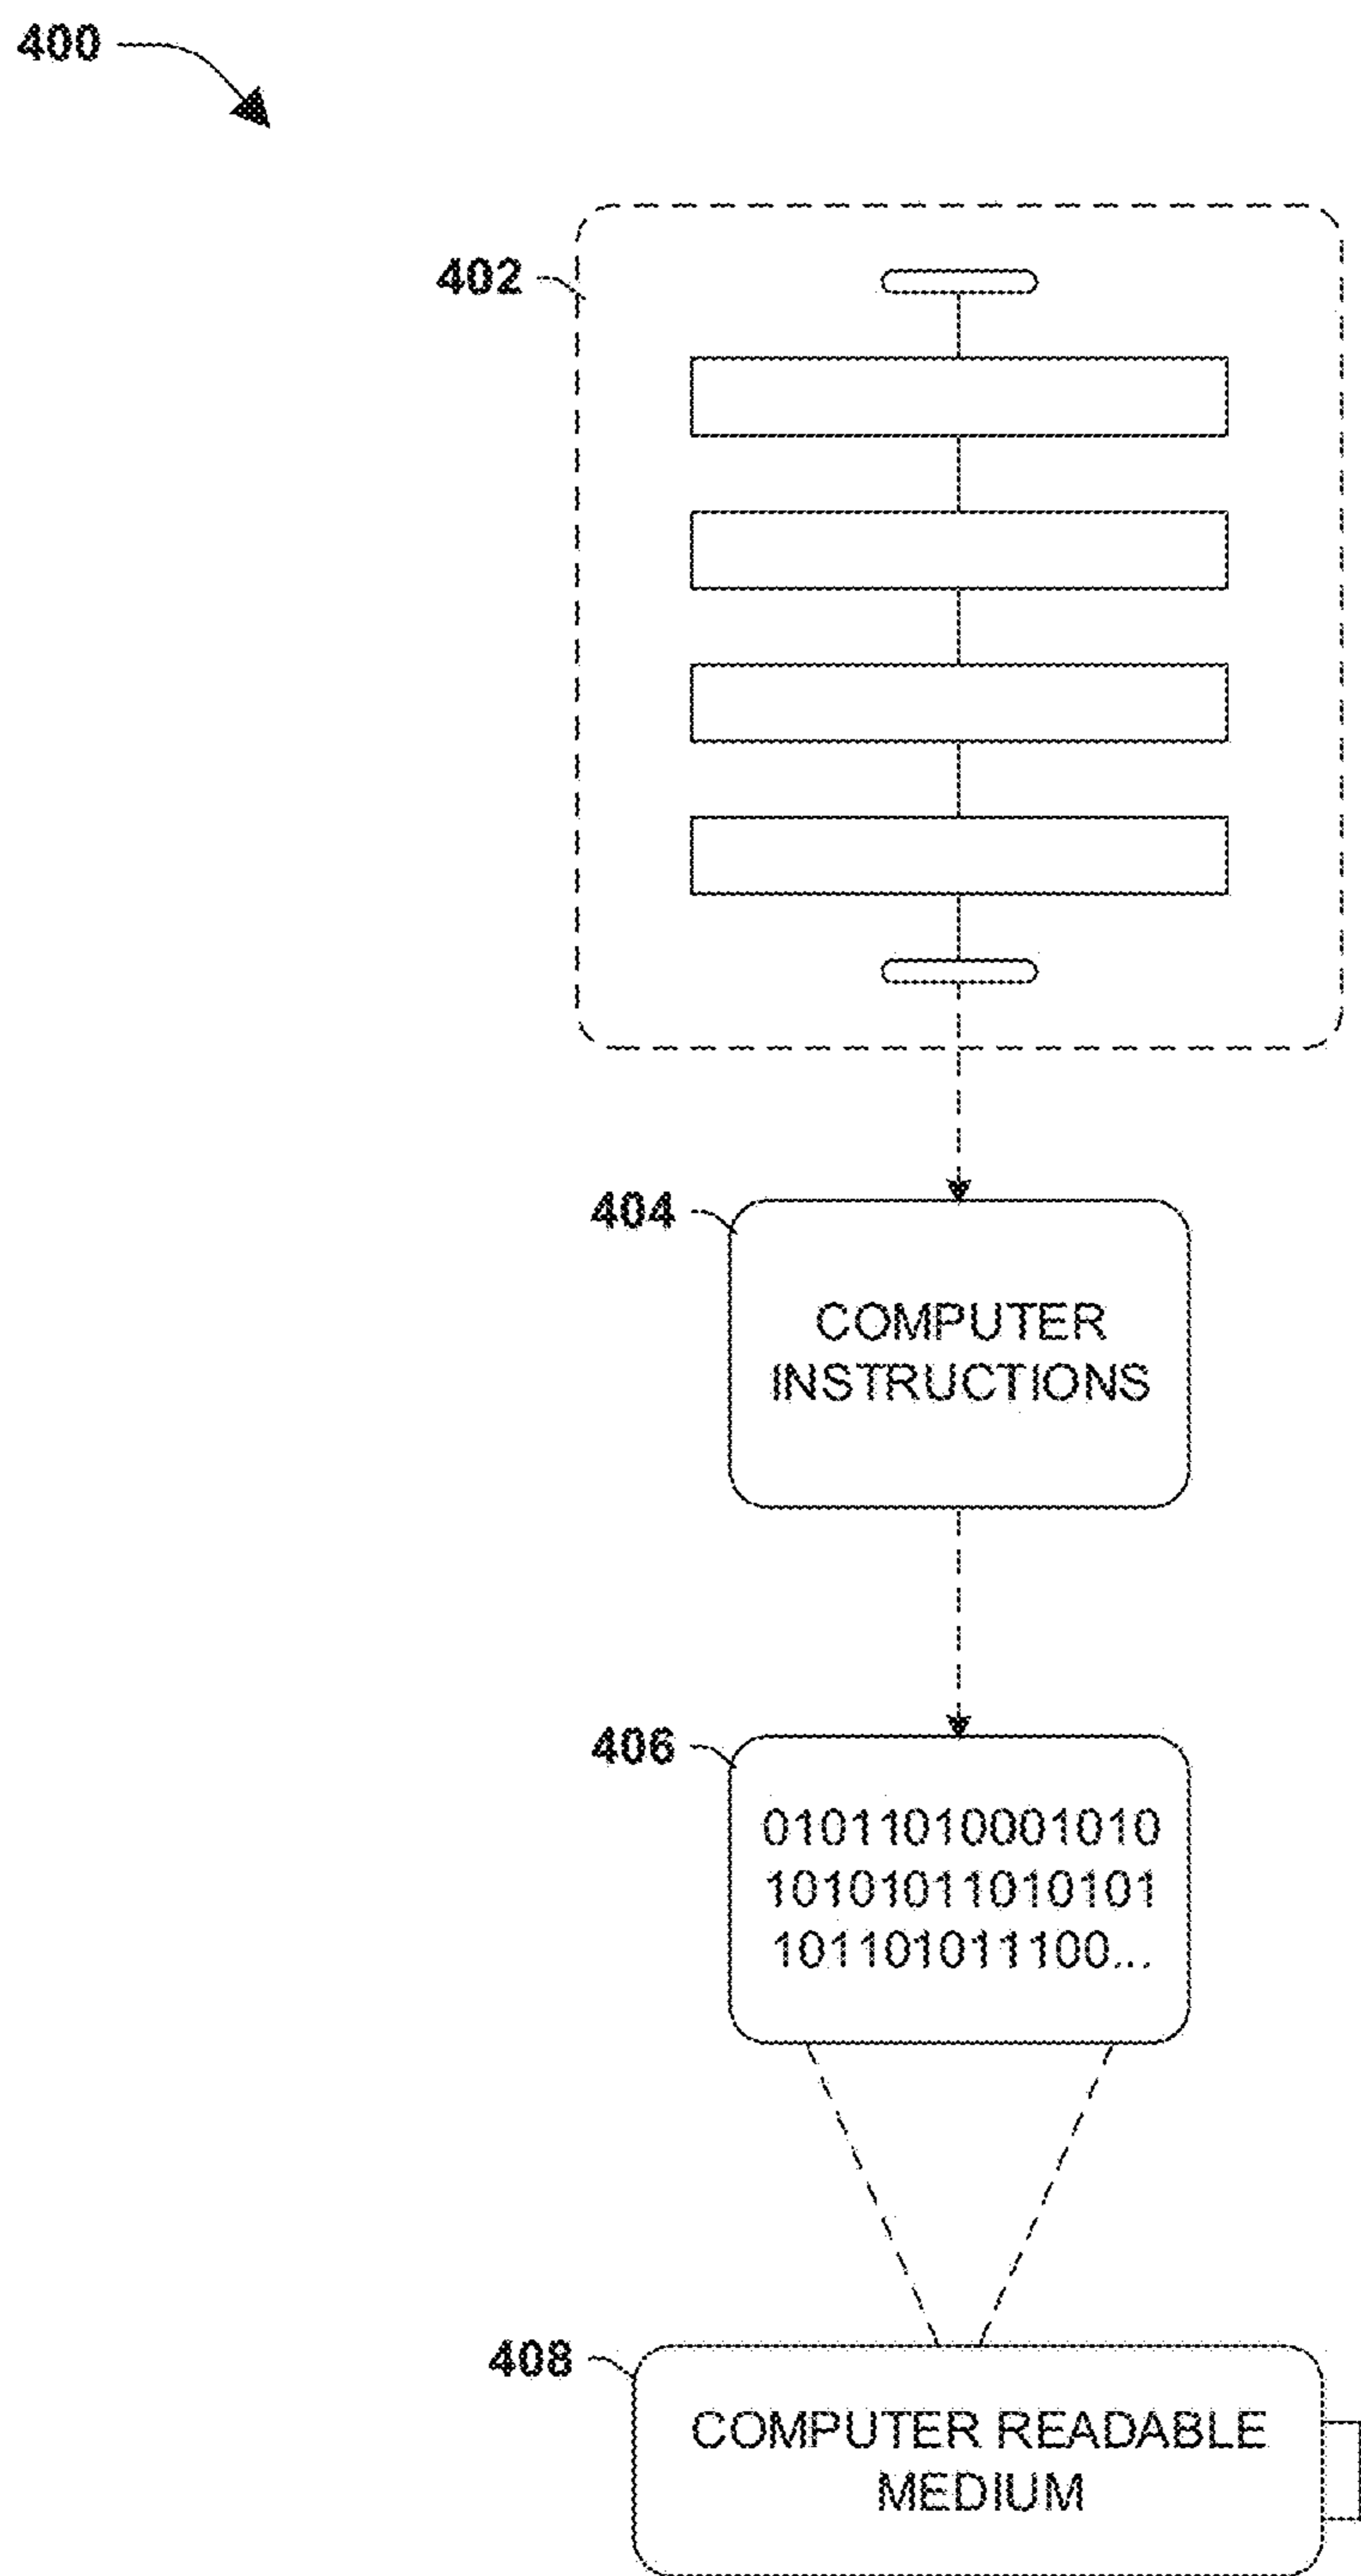 400
402
404
COMPUTER
INSTRUCTIONS
406
01011010001010
10101011010101
101101011100...
408
COMPUTER READABLE
MEDIUM